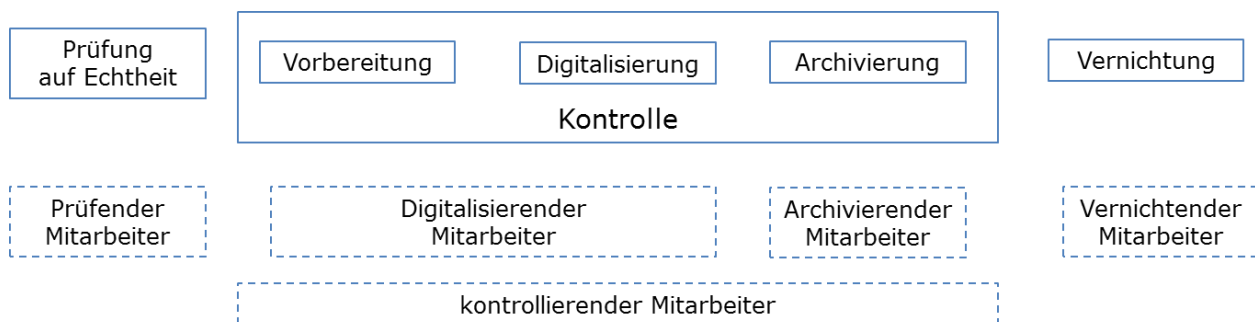 Prüfung
auf Echtheit
Vorbereitung
Digitalisierung
Archivierung
Vernichtung
Kontrolle
Prüfender
Mitarbeiter
Digitalisierender
Mitarbeiter
Archivierender
Mitarbeiter
Vernichtender
Mitarbeiter
kontrollierender Mitarbeiter